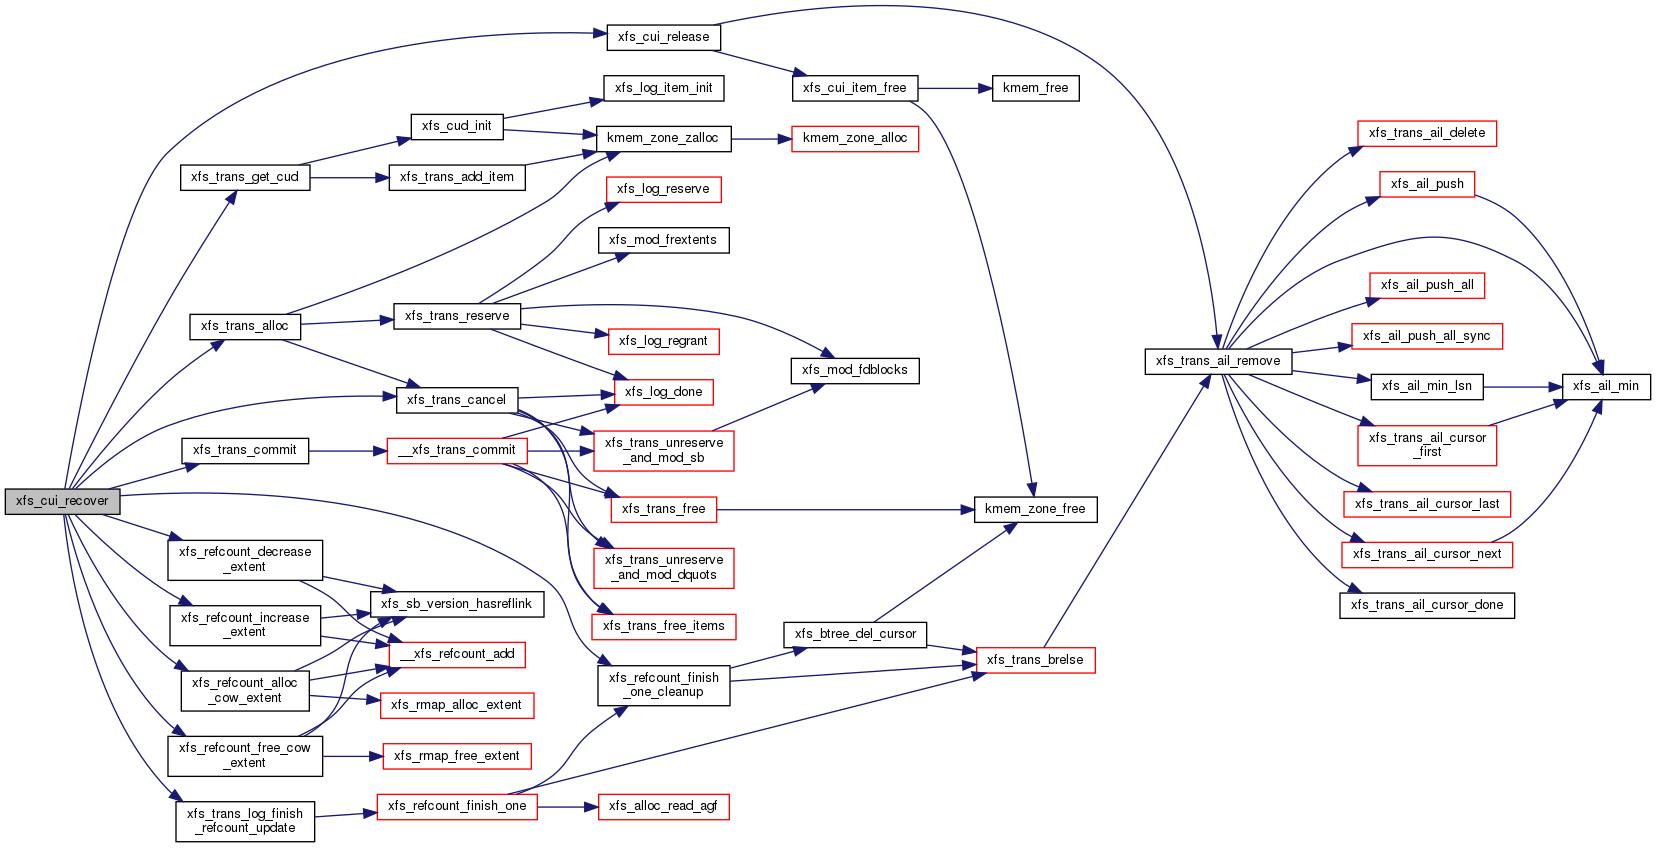 xfs_cui_recover
xfs_trans_get_cud
xfs_trans_alloc
xfs_trans_commit
xfs_refcount_decrease
_extent
xfs_refcount_increase
_extent
xfs_refcount_alloc
_cow_extent
xfs_refcount_free_cow
_extent
xfs_trans_log_finish
_refcount_update
xfs_cud_init
xfs_trans_add_item
xfs_trans_reserve
xfs_trans_cancel
__xfs_trans_commit
xfs_sb_version_hasreflink
__xfs_refcount_add
xfs_rmap_alloc_extent
xfs_rmap_free_extent
xfs_refcount_finish_one
xfs_cui_release
xfs_log_item_init
kmem_zone_zalloc
xfs_log_reserve
xfs_mod_frextents
xfs_log_regrant
xfs_log_done
xfs_trans_unreserve
_and_mod_sb
xfs_trans_free
xfs_trans_unreserve
_and_mod_dquots
xfs_trans_free_items
xfs_refcount_finish
_one_cleanup
xfs_alloc_read_agf
xfs_cui_item_free
kmem_zone_alloc
xfs_mod_fdblocks
xfs_btree_del_cursor
kmem_free
kmem_zone_free
xfs_trans_brelse
xfs_trans_ail_remove
xfs_trans_ail_delete
xfs_ail_push
xfs_ail_push_all
xfs_ail_push_all_sync
xfs_ail_min_lsn
xfs_trans_ail_cursor
_first
xfs_trans_ail_cursor_last
xfs_trans_ail_cursor_next
xfs_trans_ail_cursor_done
xfs_ail_min